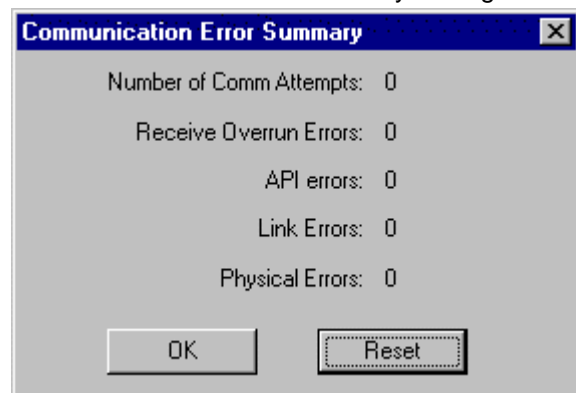 Communication Error Summary
Number of Comm Attempts: 0
Receive Overrun Errors: 0
API errors: 0
Link Errors: 0
Physical Errors: 0
OK
Reset